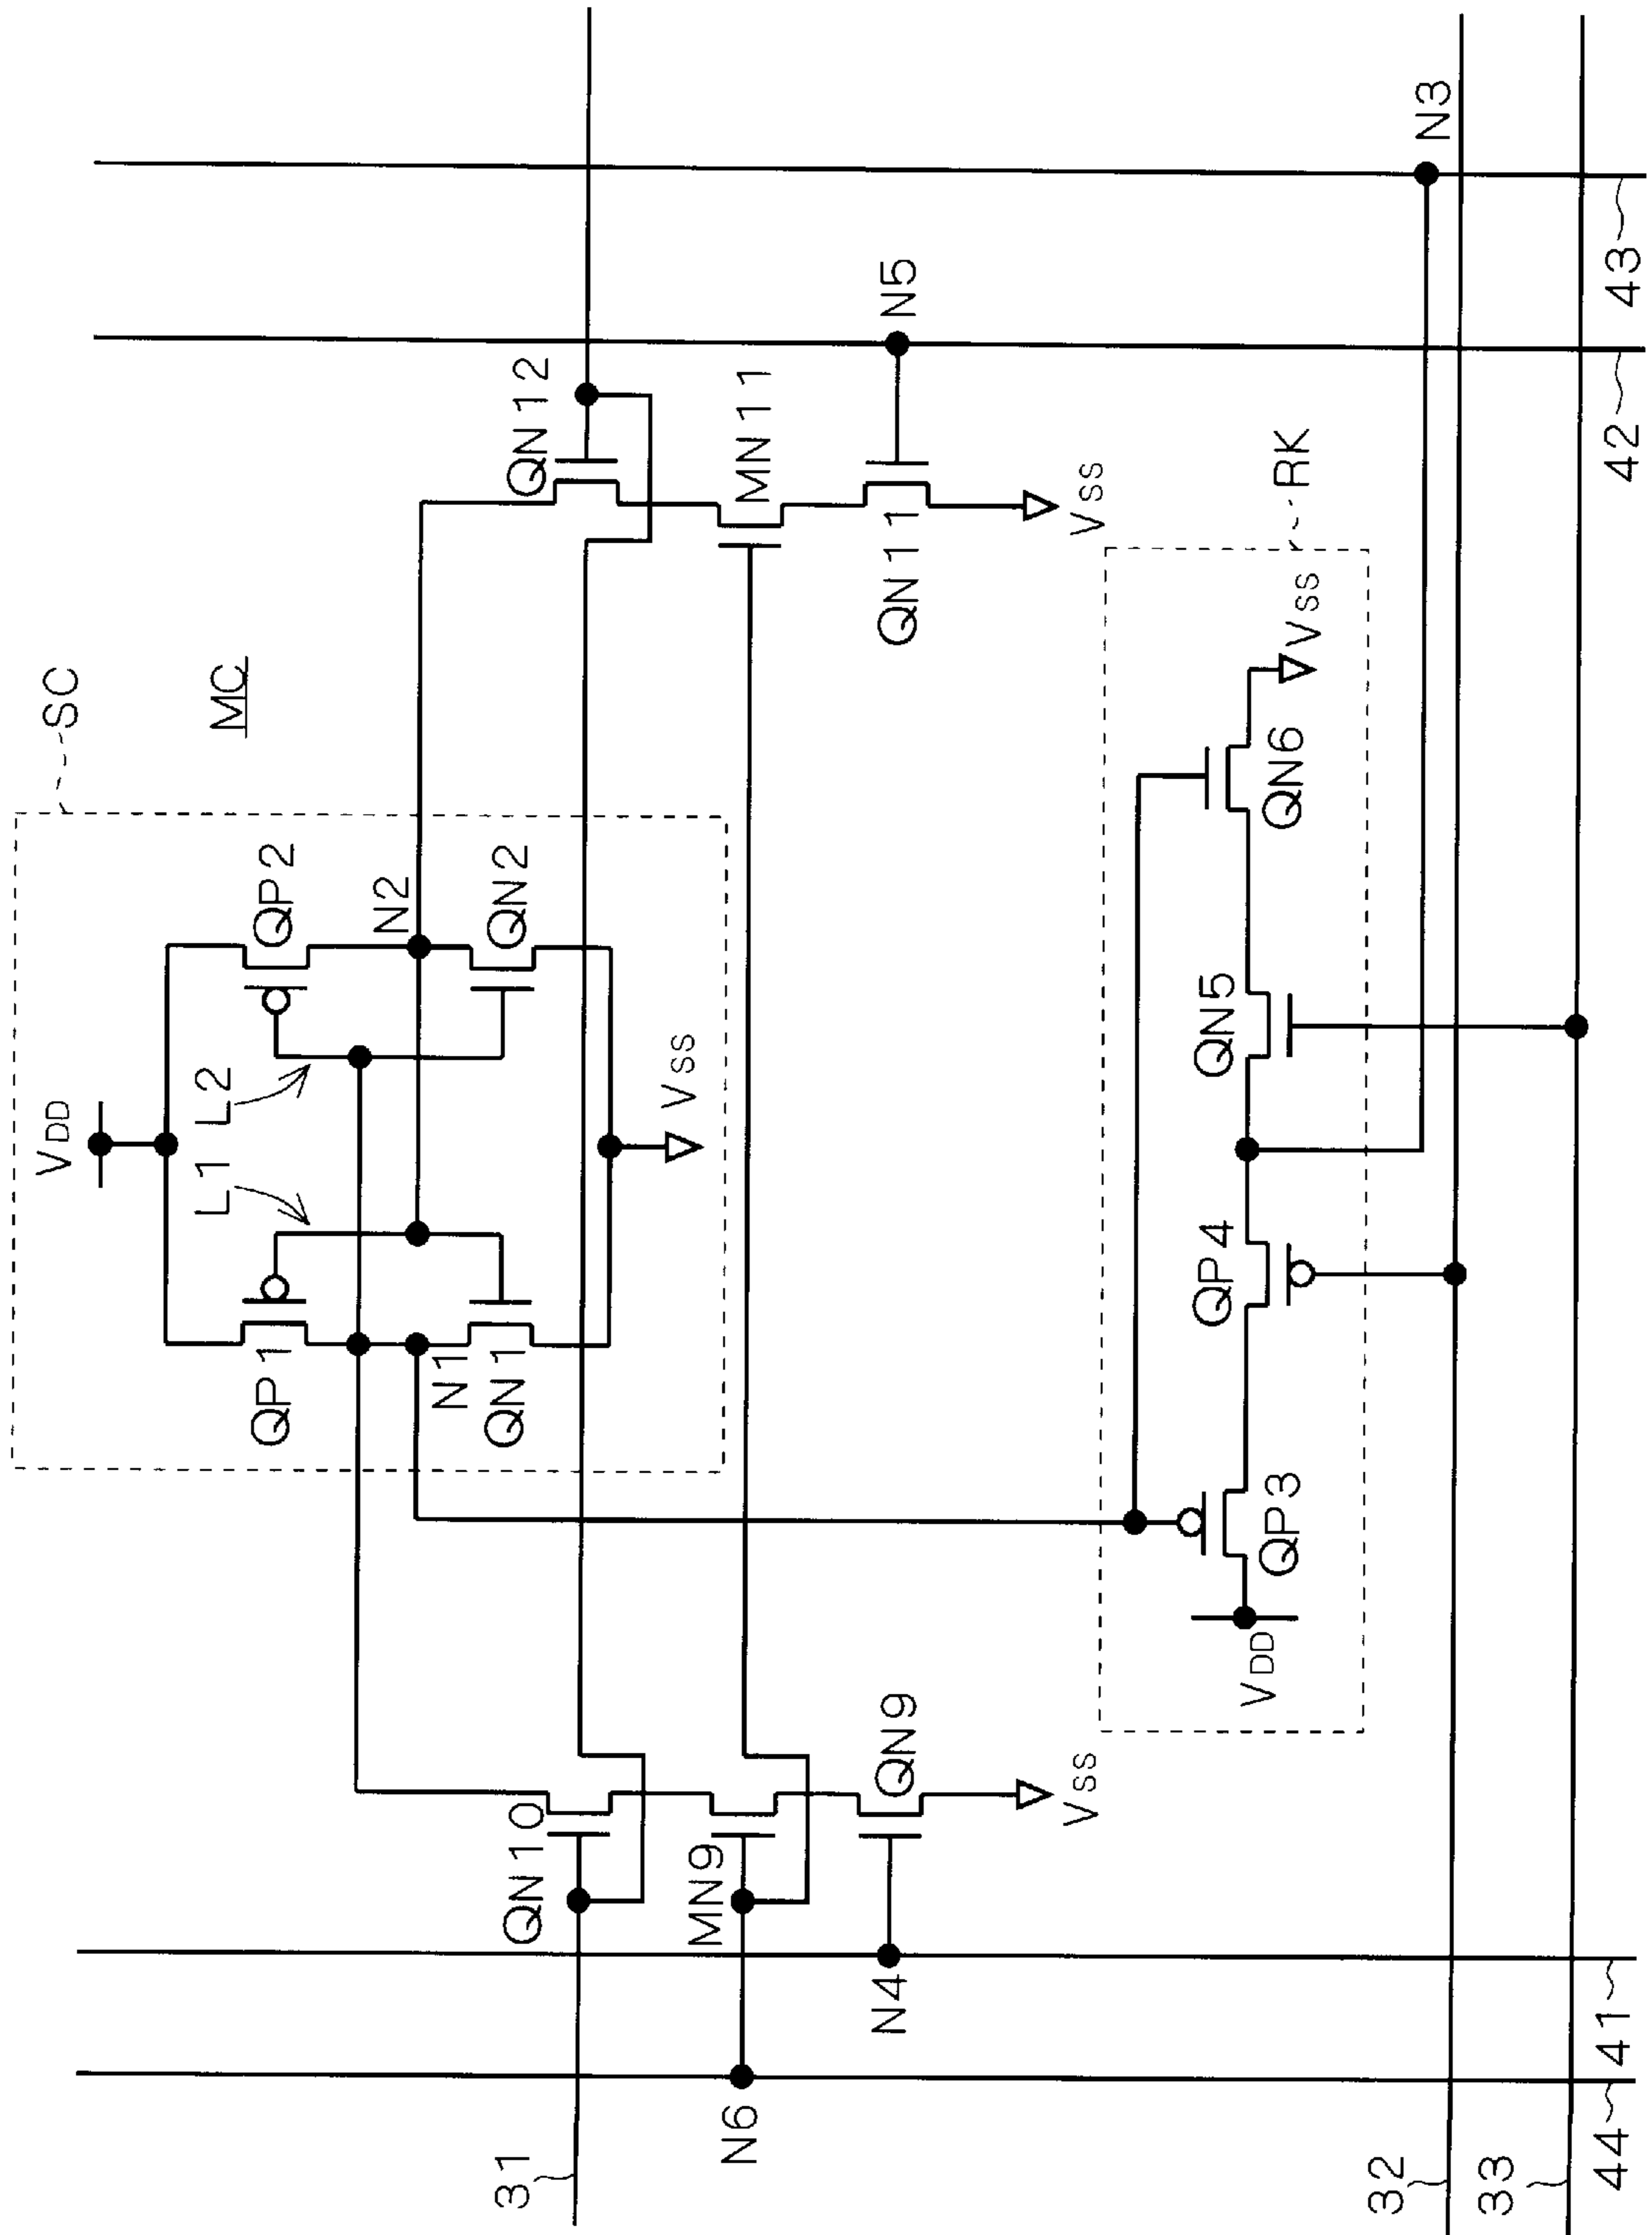 VDD
SC
MC
L1
L2
QP1
QP2
N1
N2
QN1
QN2
VSS
31
QN10
QN12
N6
MN9
MN11
N4
QN9
QN11
N5
VSS
VSS
RK
VDD
QP3
QP4
QN5
QN6
VSS
N3
32
33
44
41
42
43